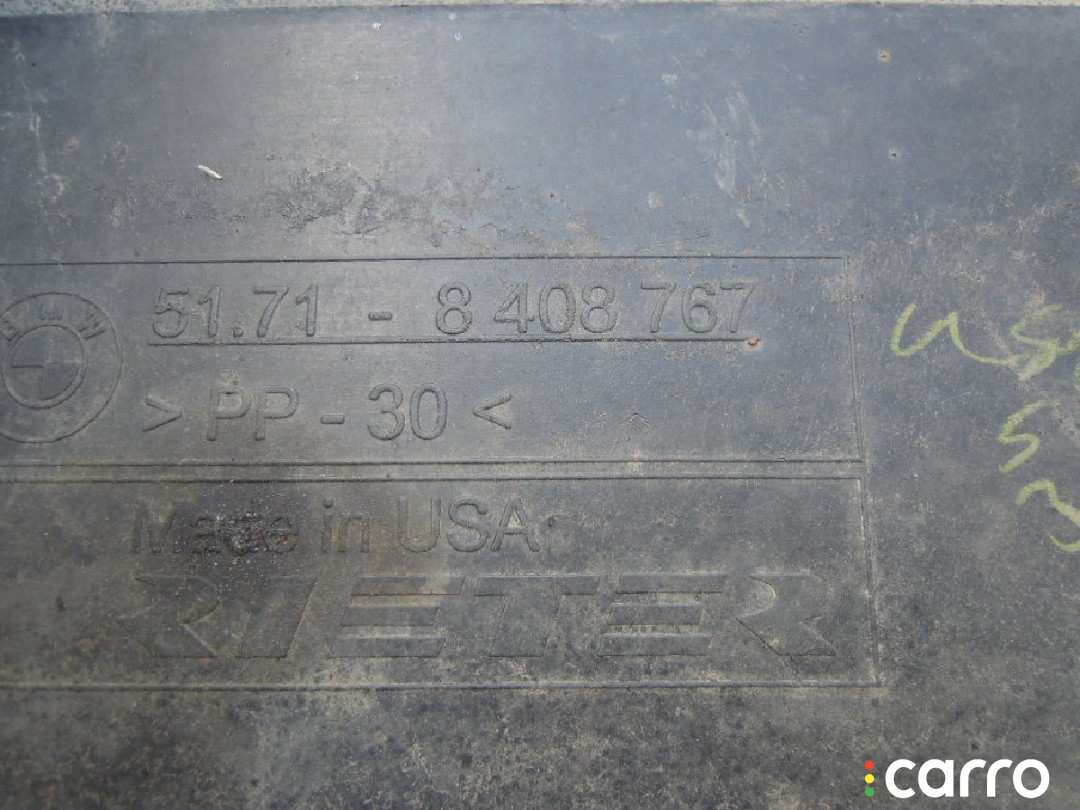 BMW
51.71 - 8 408 767
> PP - 30 <
Made in USA
RIETER
carro